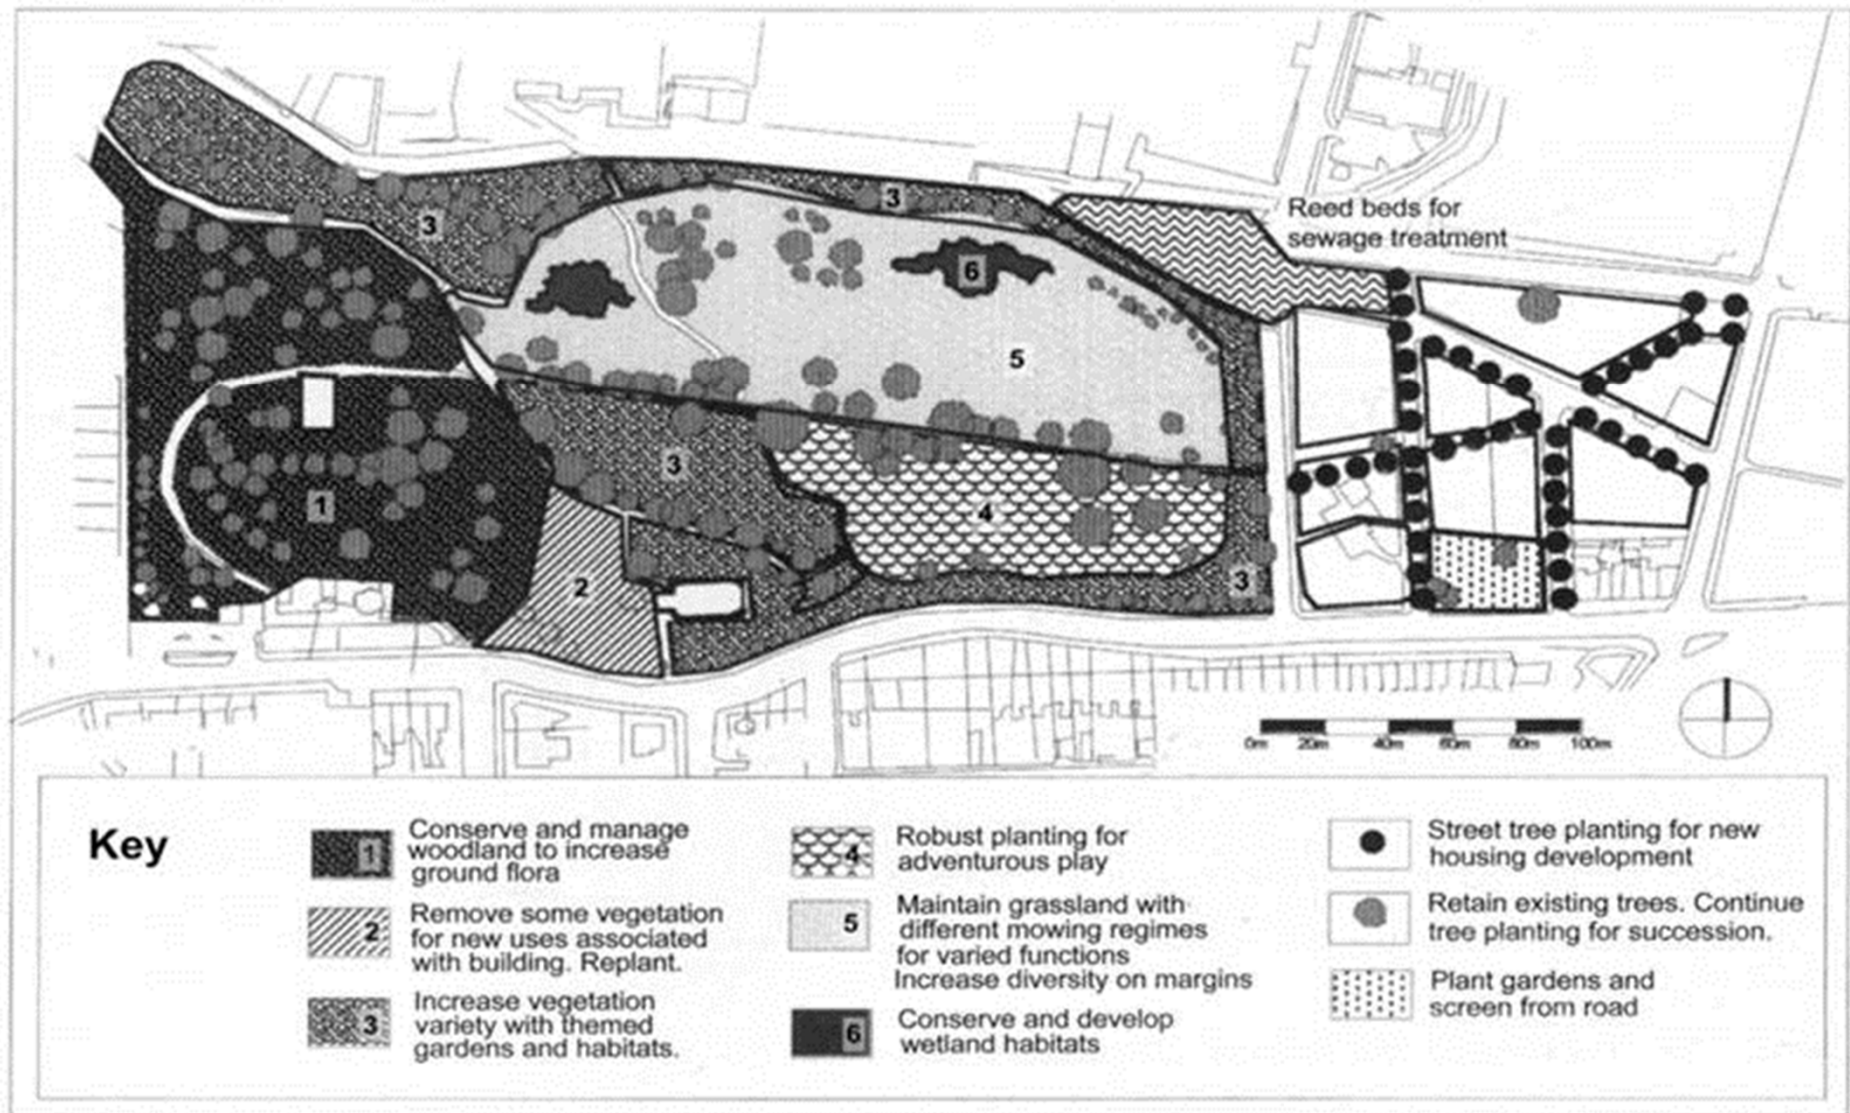 3
3
Reed beds for
sewage treatment
6
5
3
4
1
2
3
0m 20m 40m 60m 80m 100m
Key
1
Conserve and manage
woodland to increase
ground flora
2
Remove some vegetation
for new uses associated
with building. Replant.
3
Increase vegetation
variety with themed
gardens and habitats.
4
Robust planting for
adventurous play
5
Maintain grassland with
different mowing regimes
for varied functions
Increase diversity on margins
6
Conserve and develop
wetland habitats
Street tree planting for new
housing development
Retain existing trees. Continue
tree planting for succession.
Plant gardens and
screen from road